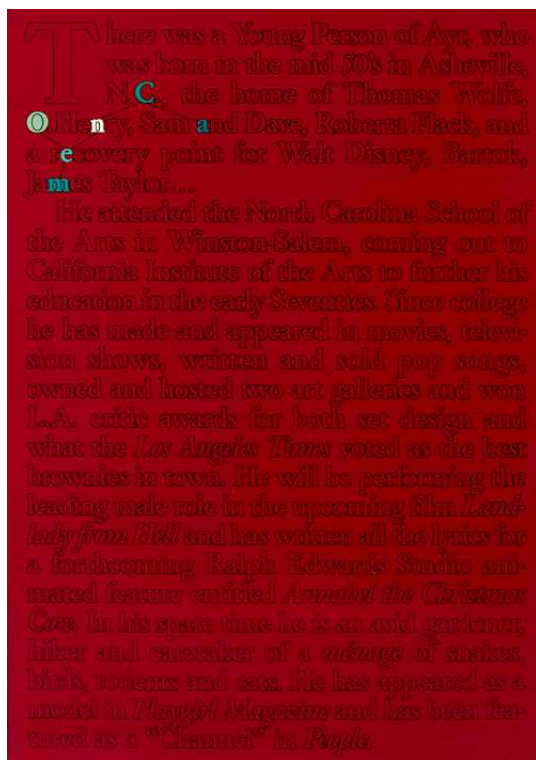 There was a Young Person of Ayr, who
was born in the mid 50's in Asheville,
N.C., the home of Thomas Wolfe,
O. Henry, Sam and Dave, Roberta Flack, and
a recovery point for Walt Disney, Bartok,
James Taylor...
He attended the North Carolina School of
the Arts in Winston-Salem, coming out to
California Institute of the Arts to further his
education in the early Seventies. Since college
he has made and appeared in movies, televi-
sion shows, written and sold pop songs,
owned and hosted two art galleries and won
L.A. critic awards for both set design and
what the Los Angeles Times voted as the best
brownies in town. He will be performing the
leading male role in the upcoming film Land-
lady from Hell and has written all the lyrics for
a forthcoming Ralph Edwards Studio ani-
mated feature entitled Annabel the Christmas
Cow. In his spare time he is an avid gardener,
hiker and caretaker of a ménage of snakes,
birds, rodents and cats. He has appeared as a
model in Playgirl Magazine and has been fea-
tured as a "Channel" in People.